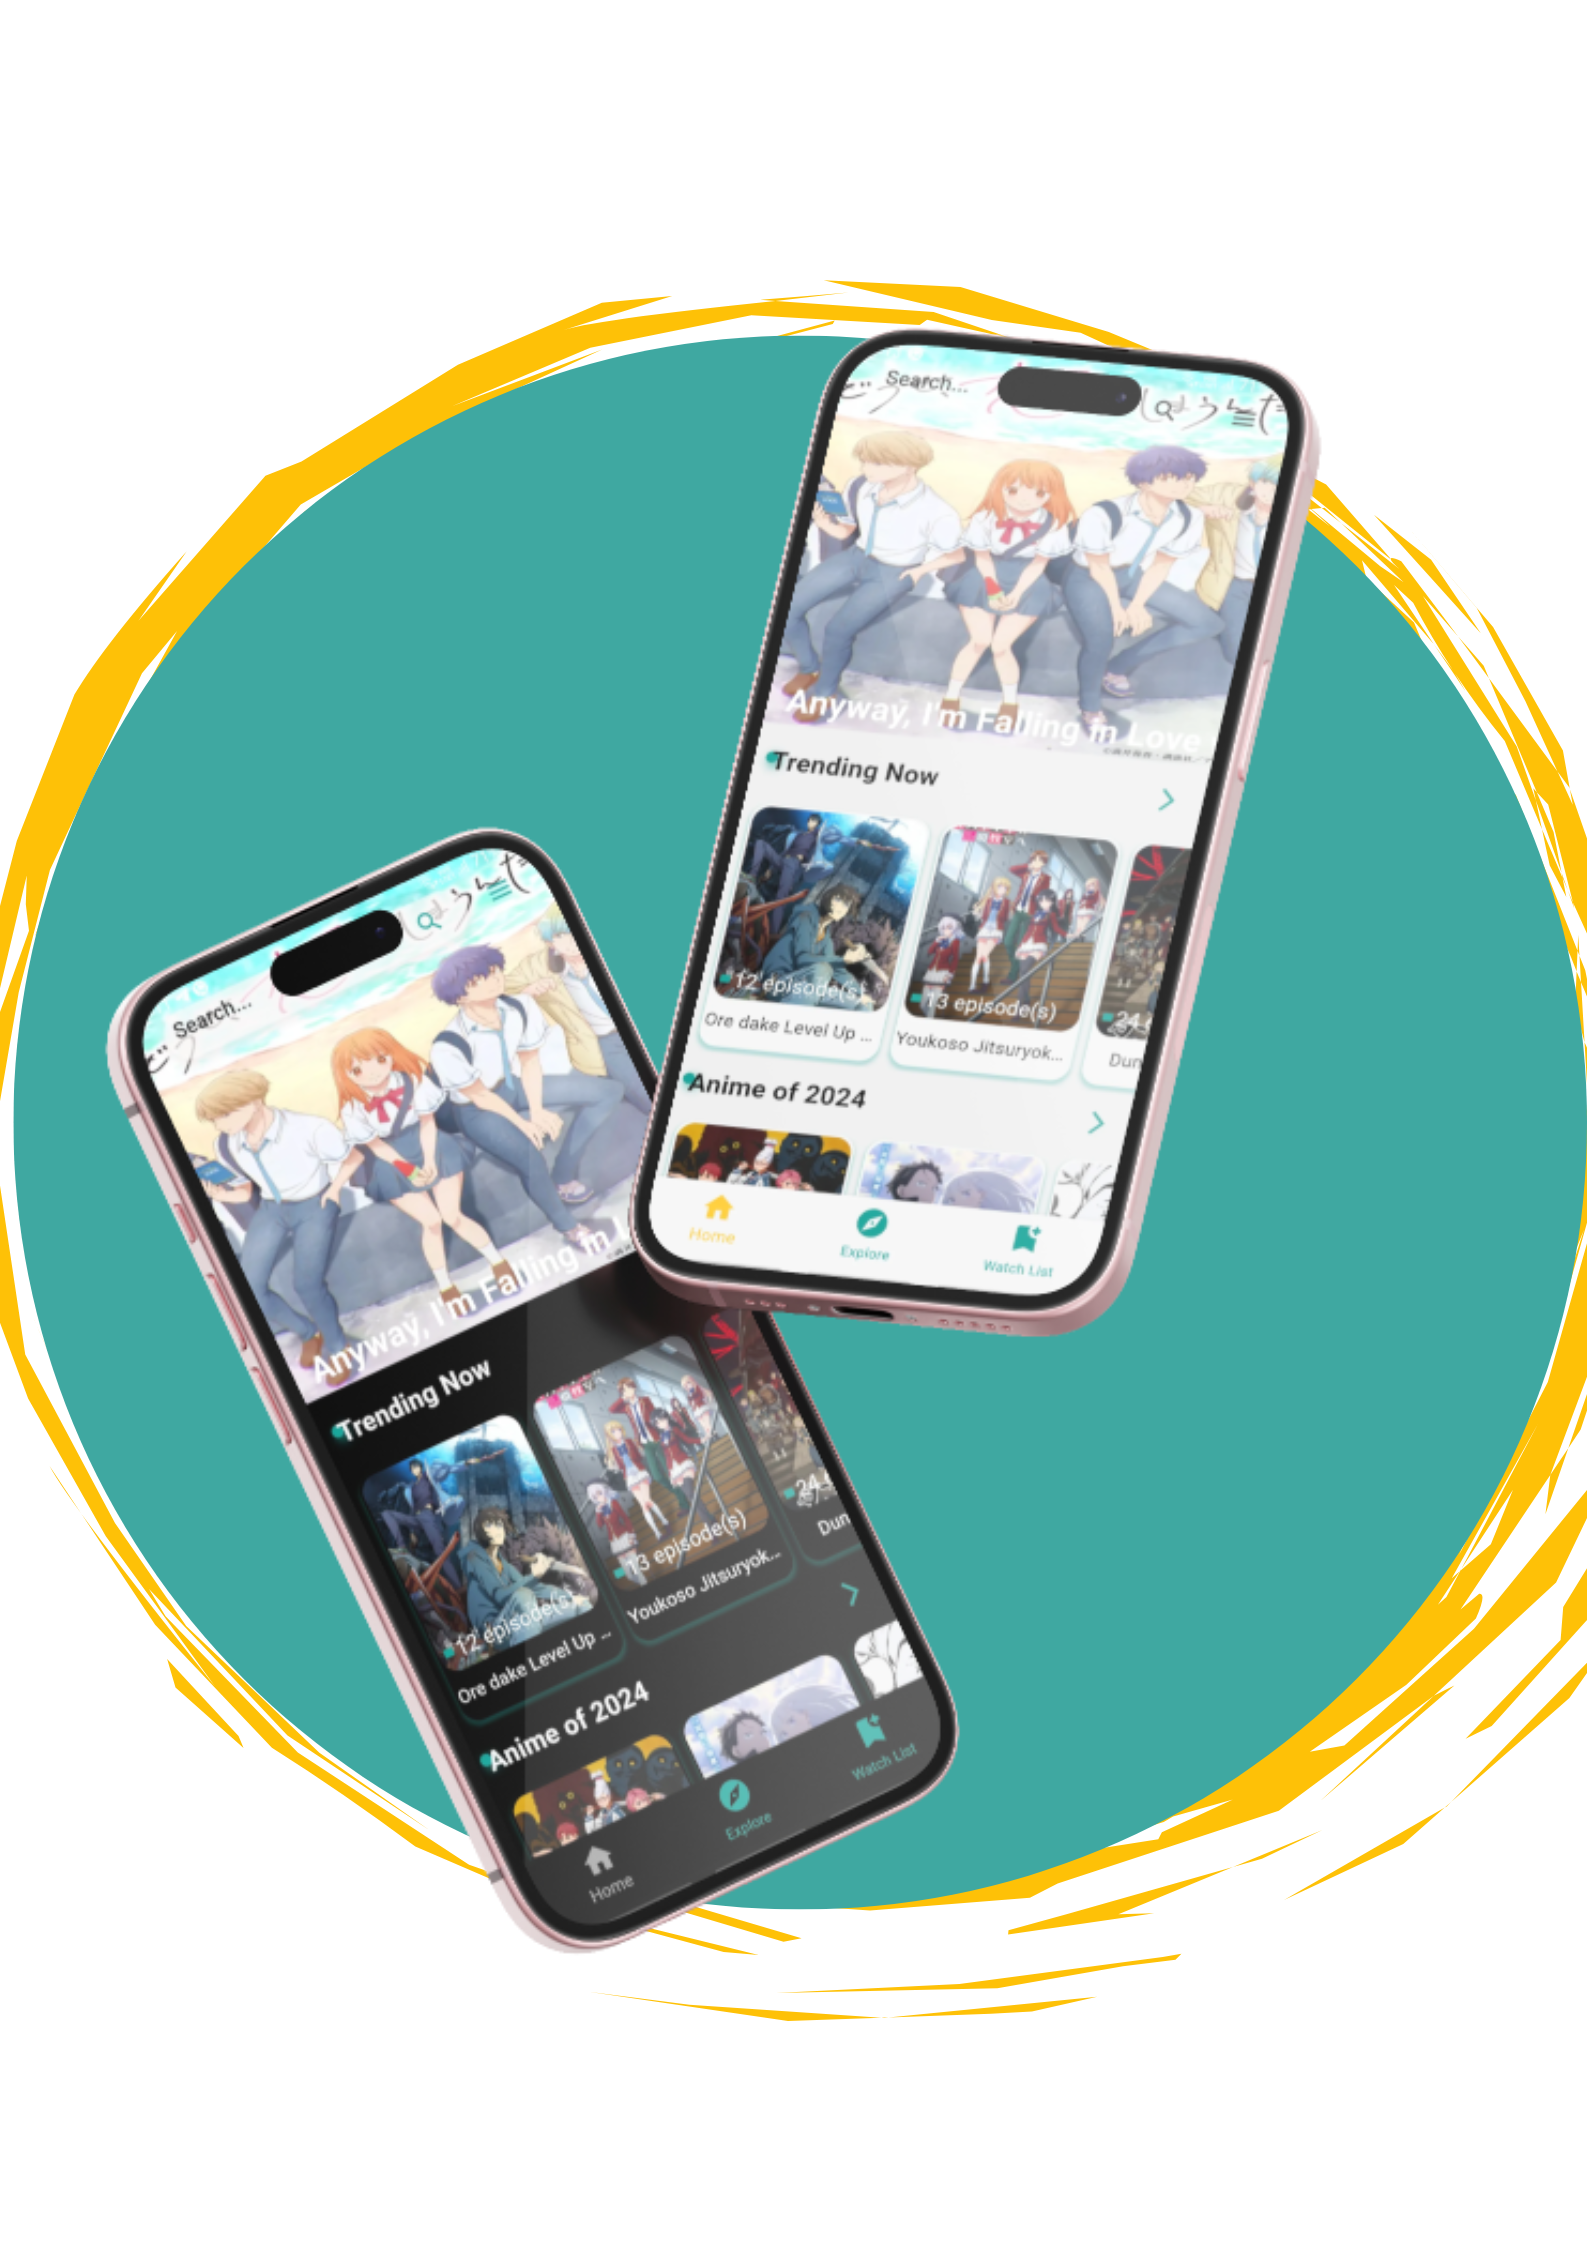 Search...
Anyway, I'm Falling in Love
Trending Now
12 episode(s)
13 episode(s)
24
Ore dake Level Up ...
Youkoso Jitsuryok...
Dun
Anime of 2024
Home
Explore
Watch List
Search...
Anyway, I'm Falling in L
Trending Now
12 episode(s)
13 episode(s)
24
Ore dake Level Up ...
Youkoso Jitsuryok...
Dun
Anime of 2024
Home
Explore
Watch List